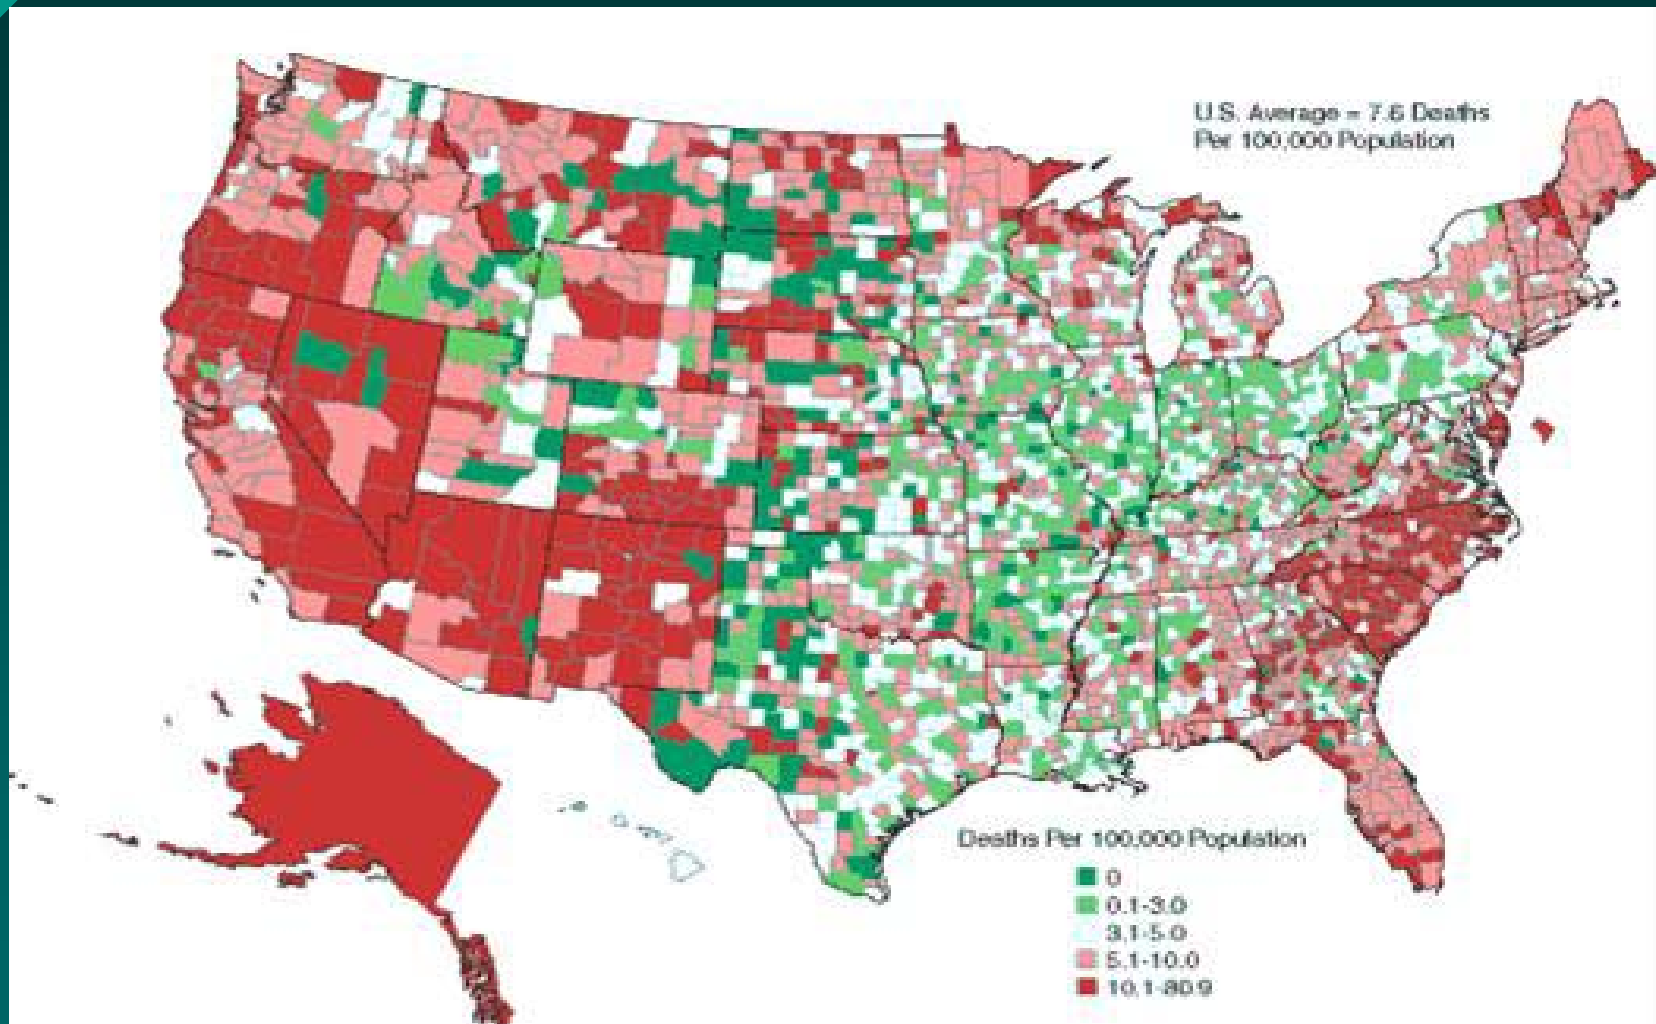 U.S. Average = 7.6 Deaths
Per 100,000 Population
Deaths Per 100,000 Population
0
0.1-3.0
3.1-5.0
5.1-10.0
10.1-80.9